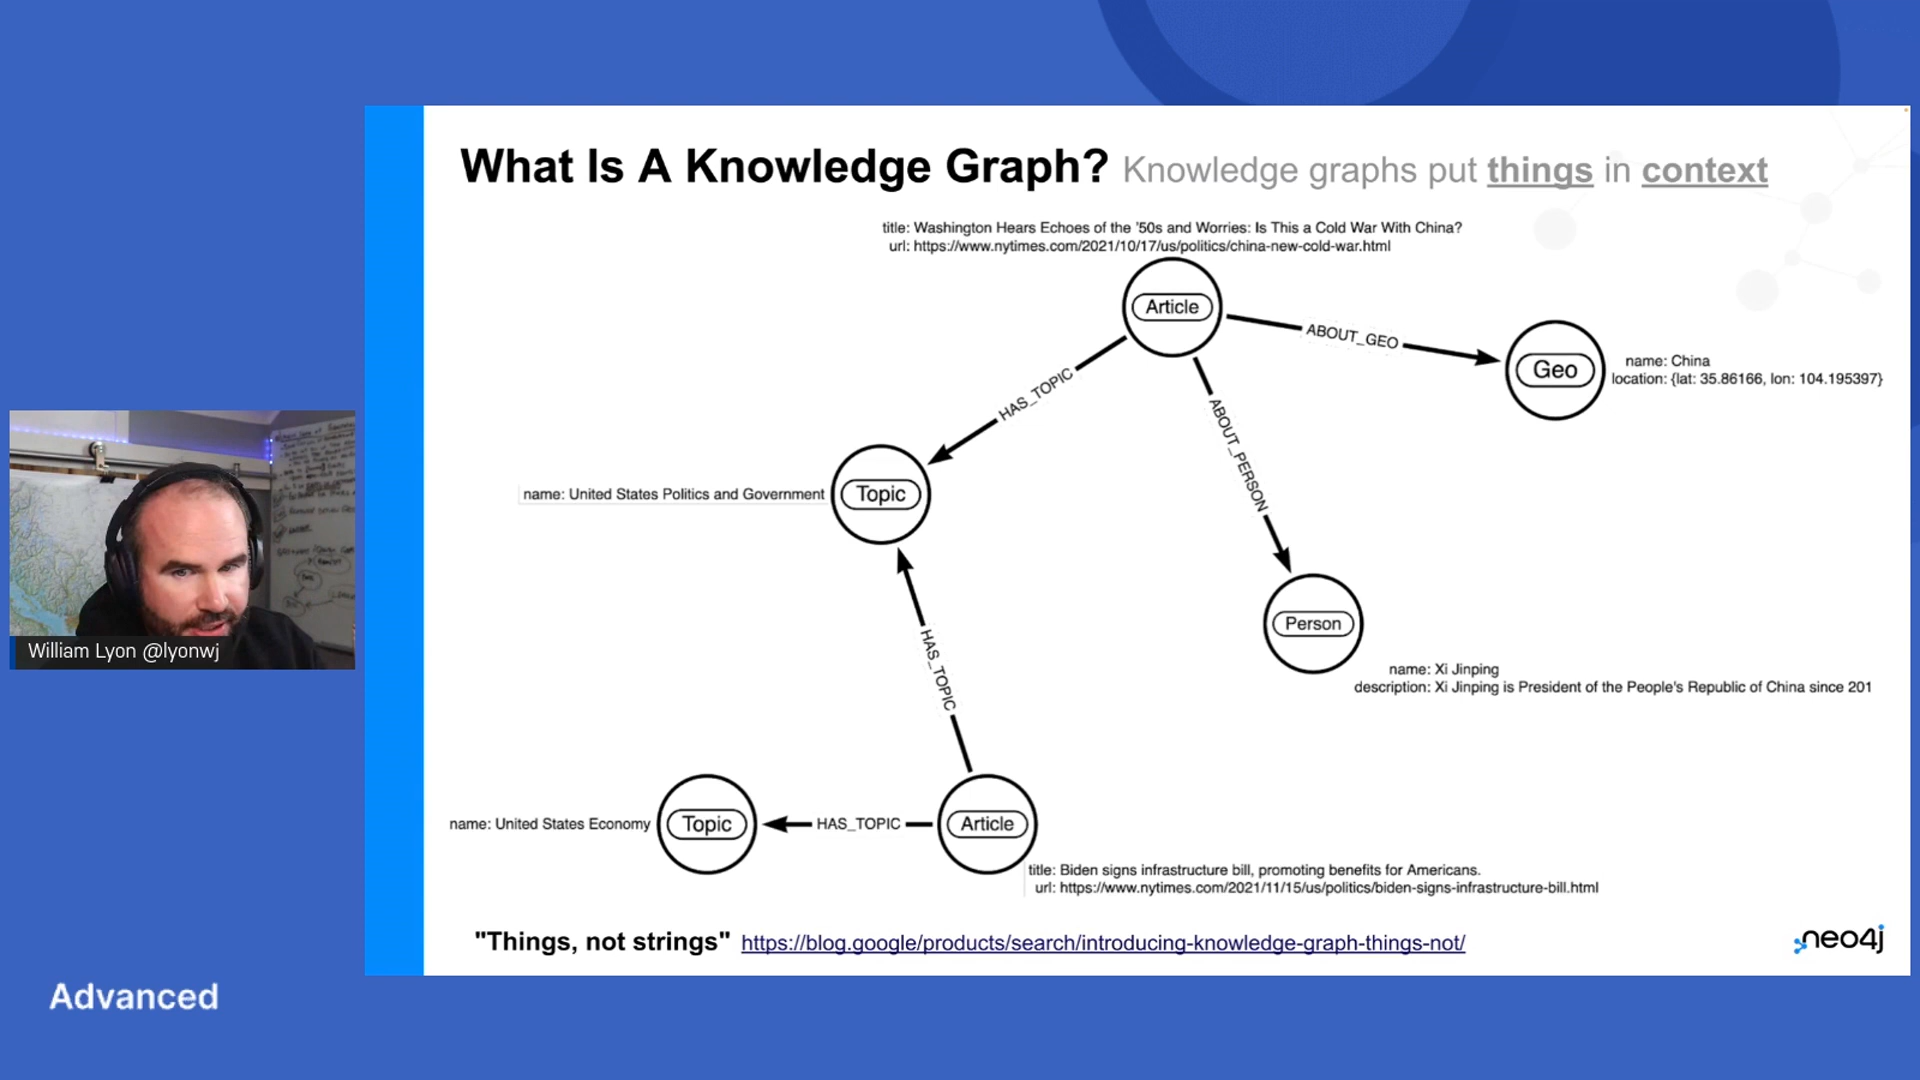 What Is A Knowledge Graph? Knowledge graphs put things in context
title: Washington Hears Echoes of the '50s and Worries: Is This a Cold War With China?
url: https://www.nytimes.com/2021/10/17/us/politics/china-new-cold-war.html
Article
ABOUT_GEO
Geo
name: China
location: {lat: 35.86166, lon: 104.195397}
HAS_TOPIC
ABOUT_PERSON
name: United States Politics and Government
Topic
Person
name: Xi Jinping
description: Xi Jinping is President of the People's Republic of China since 201
HAS_TOPIC
William Lyon @lyonwj
name: United States Economy
Topic
HAS_TOPIC
Article
title: Biden signs infrastructure bill, promoting benefits for Americans.
url: https://www.nytimes.com/2021/11/15/us/politics/biden-signs-infrastructure-bill.html
"Things, not strings" https://blog.google/products/search/introducing-knowledge-graph-things-not/
neo4j
Advanced